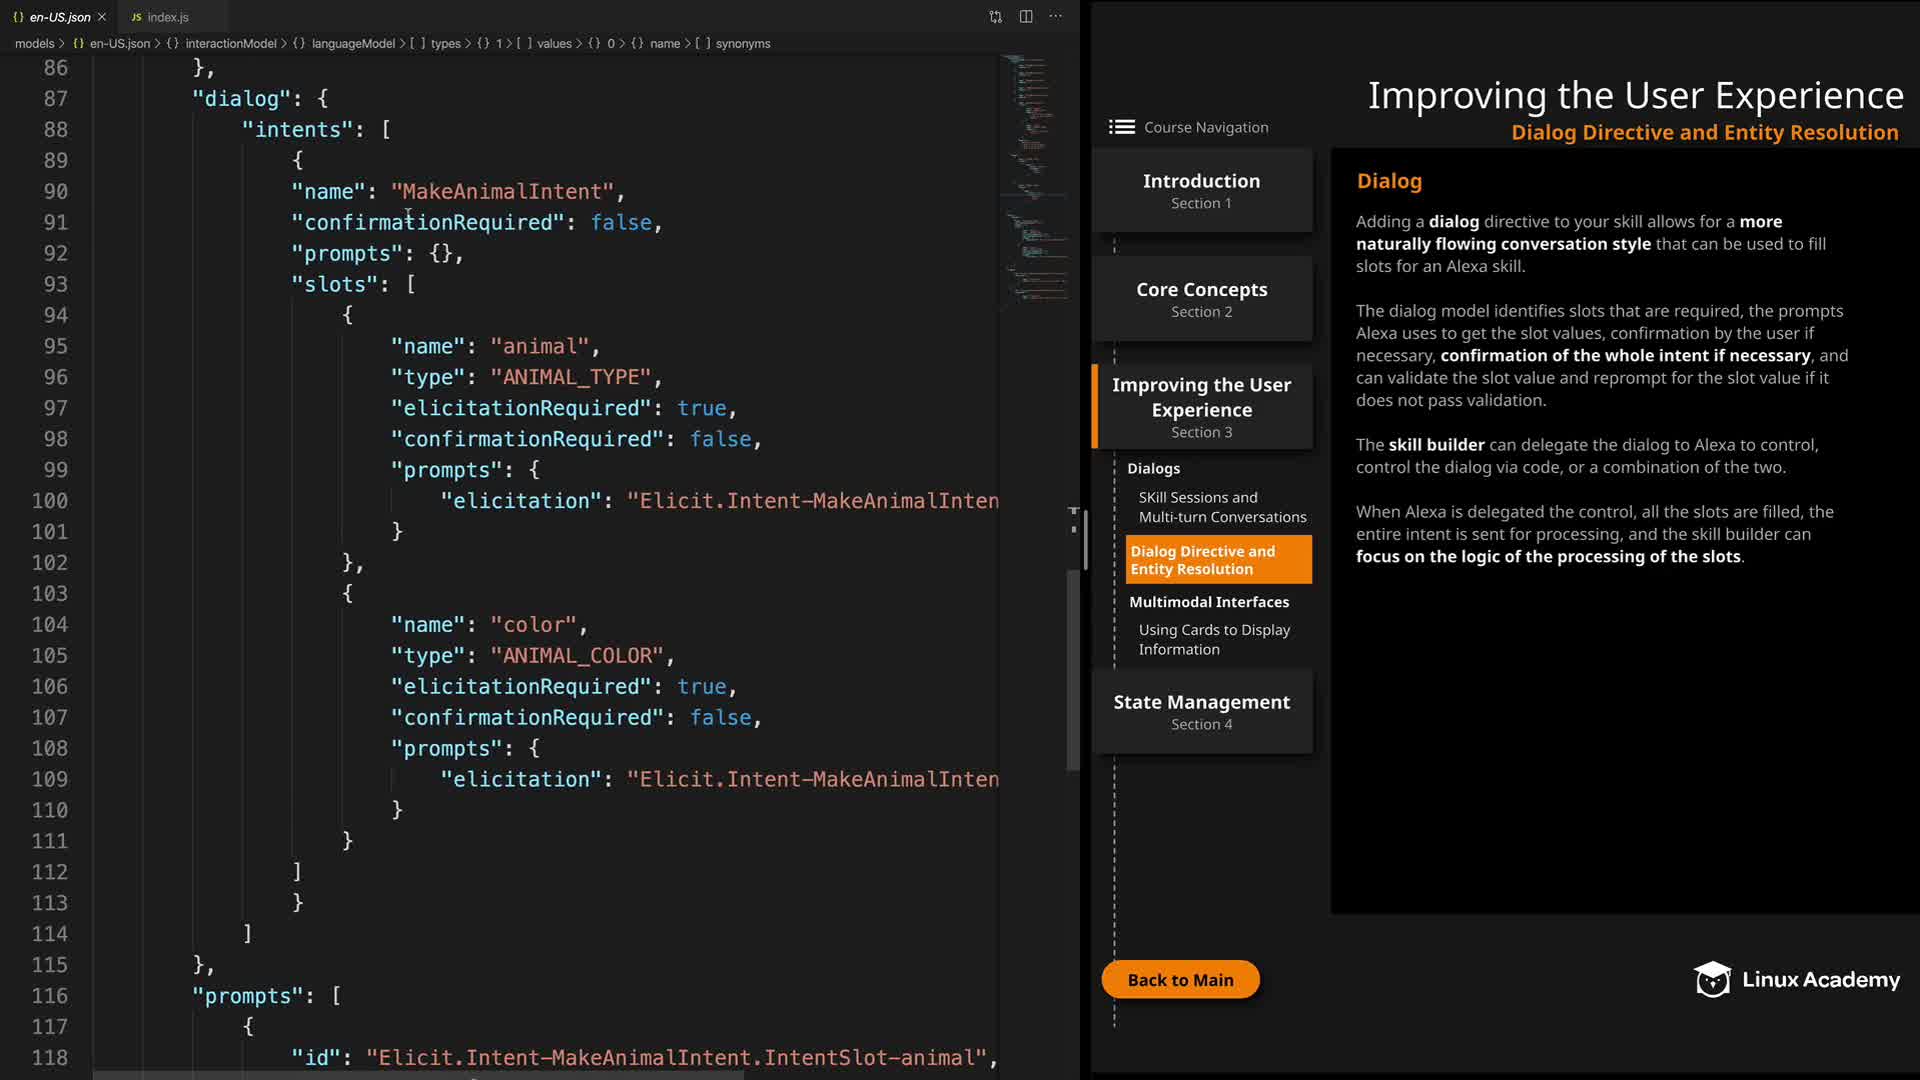 {} en-US.json ×
JS index.js
models > {} en-US.json > {} interactionModel > {} languageModel > [ ] types > {} 1 > [ ] values > {} 0 > {} name > [ ] synonyms
86 },
87 "dialog": {
88 "intents": [
89 {
90 "name": "MakeAnimalIntent",
91 "confirmationRequired": false,
92 "prompts": {},
93 "slots": [
94 {
95 "name": "animal",
96 "type": "ANIMAL_TYPE",
97 "elicitationRequired": true,
98 "confirmationRequired": false,
99 "prompts": {
100 "elicitation": "Elicit.Intent-MakeAnimalInten
101 }
102 },
103 {
104 "name": "color",
105 "type": "ANIMAL_COLOR",
106 "elicitationRequired": true,
107 "confirmationRequired": false,
108 "prompts": {
109 "elicitation": "Elicit.Intent-MakeAnimalInten
110 }
111 }
112 ]
113 }
114 ]
115 },
116 "prompts": [
117 {
118 "id": "Elicit.Intent-MakeAnimalIntent.IntentSlot-animal",
Improving the User Experience
Dialog Directive and Entity Resolution
Course Navigation
Introduction
Section 1
Core Concepts
Section 2
Improving the User
Experience
Section 3
Dialogs
SKill Sessions and
Multi-turn Conversations
Dialog Directive and
Entity Resolution
Multimodal Interfaces
Using Cards to Display
Information
State Management
Section 4
Back to Main
Dialog
Adding a dialog directive to your skill allows for a more
naturally flowing conversation style that can be used to fill
slots for an Alexa skill.
The dialog model identifies slots that are required, the prompts
Alexa uses to get the slot values, confirmation by the user if
necessary, confirmation of the whole intent if necessary, and
can validate the slot value and reprompt for the slot value if it
does not pass validation.
The skill builder can delegate the dialog to Alexa to control,
control the dialog via code, or a combination of the two.
When Alexa is delegated the control, all the slots are filled, the
entire intent is sent for processing, and the skill builder can
focus on the logic of the processing of the slots.
Linux Academy